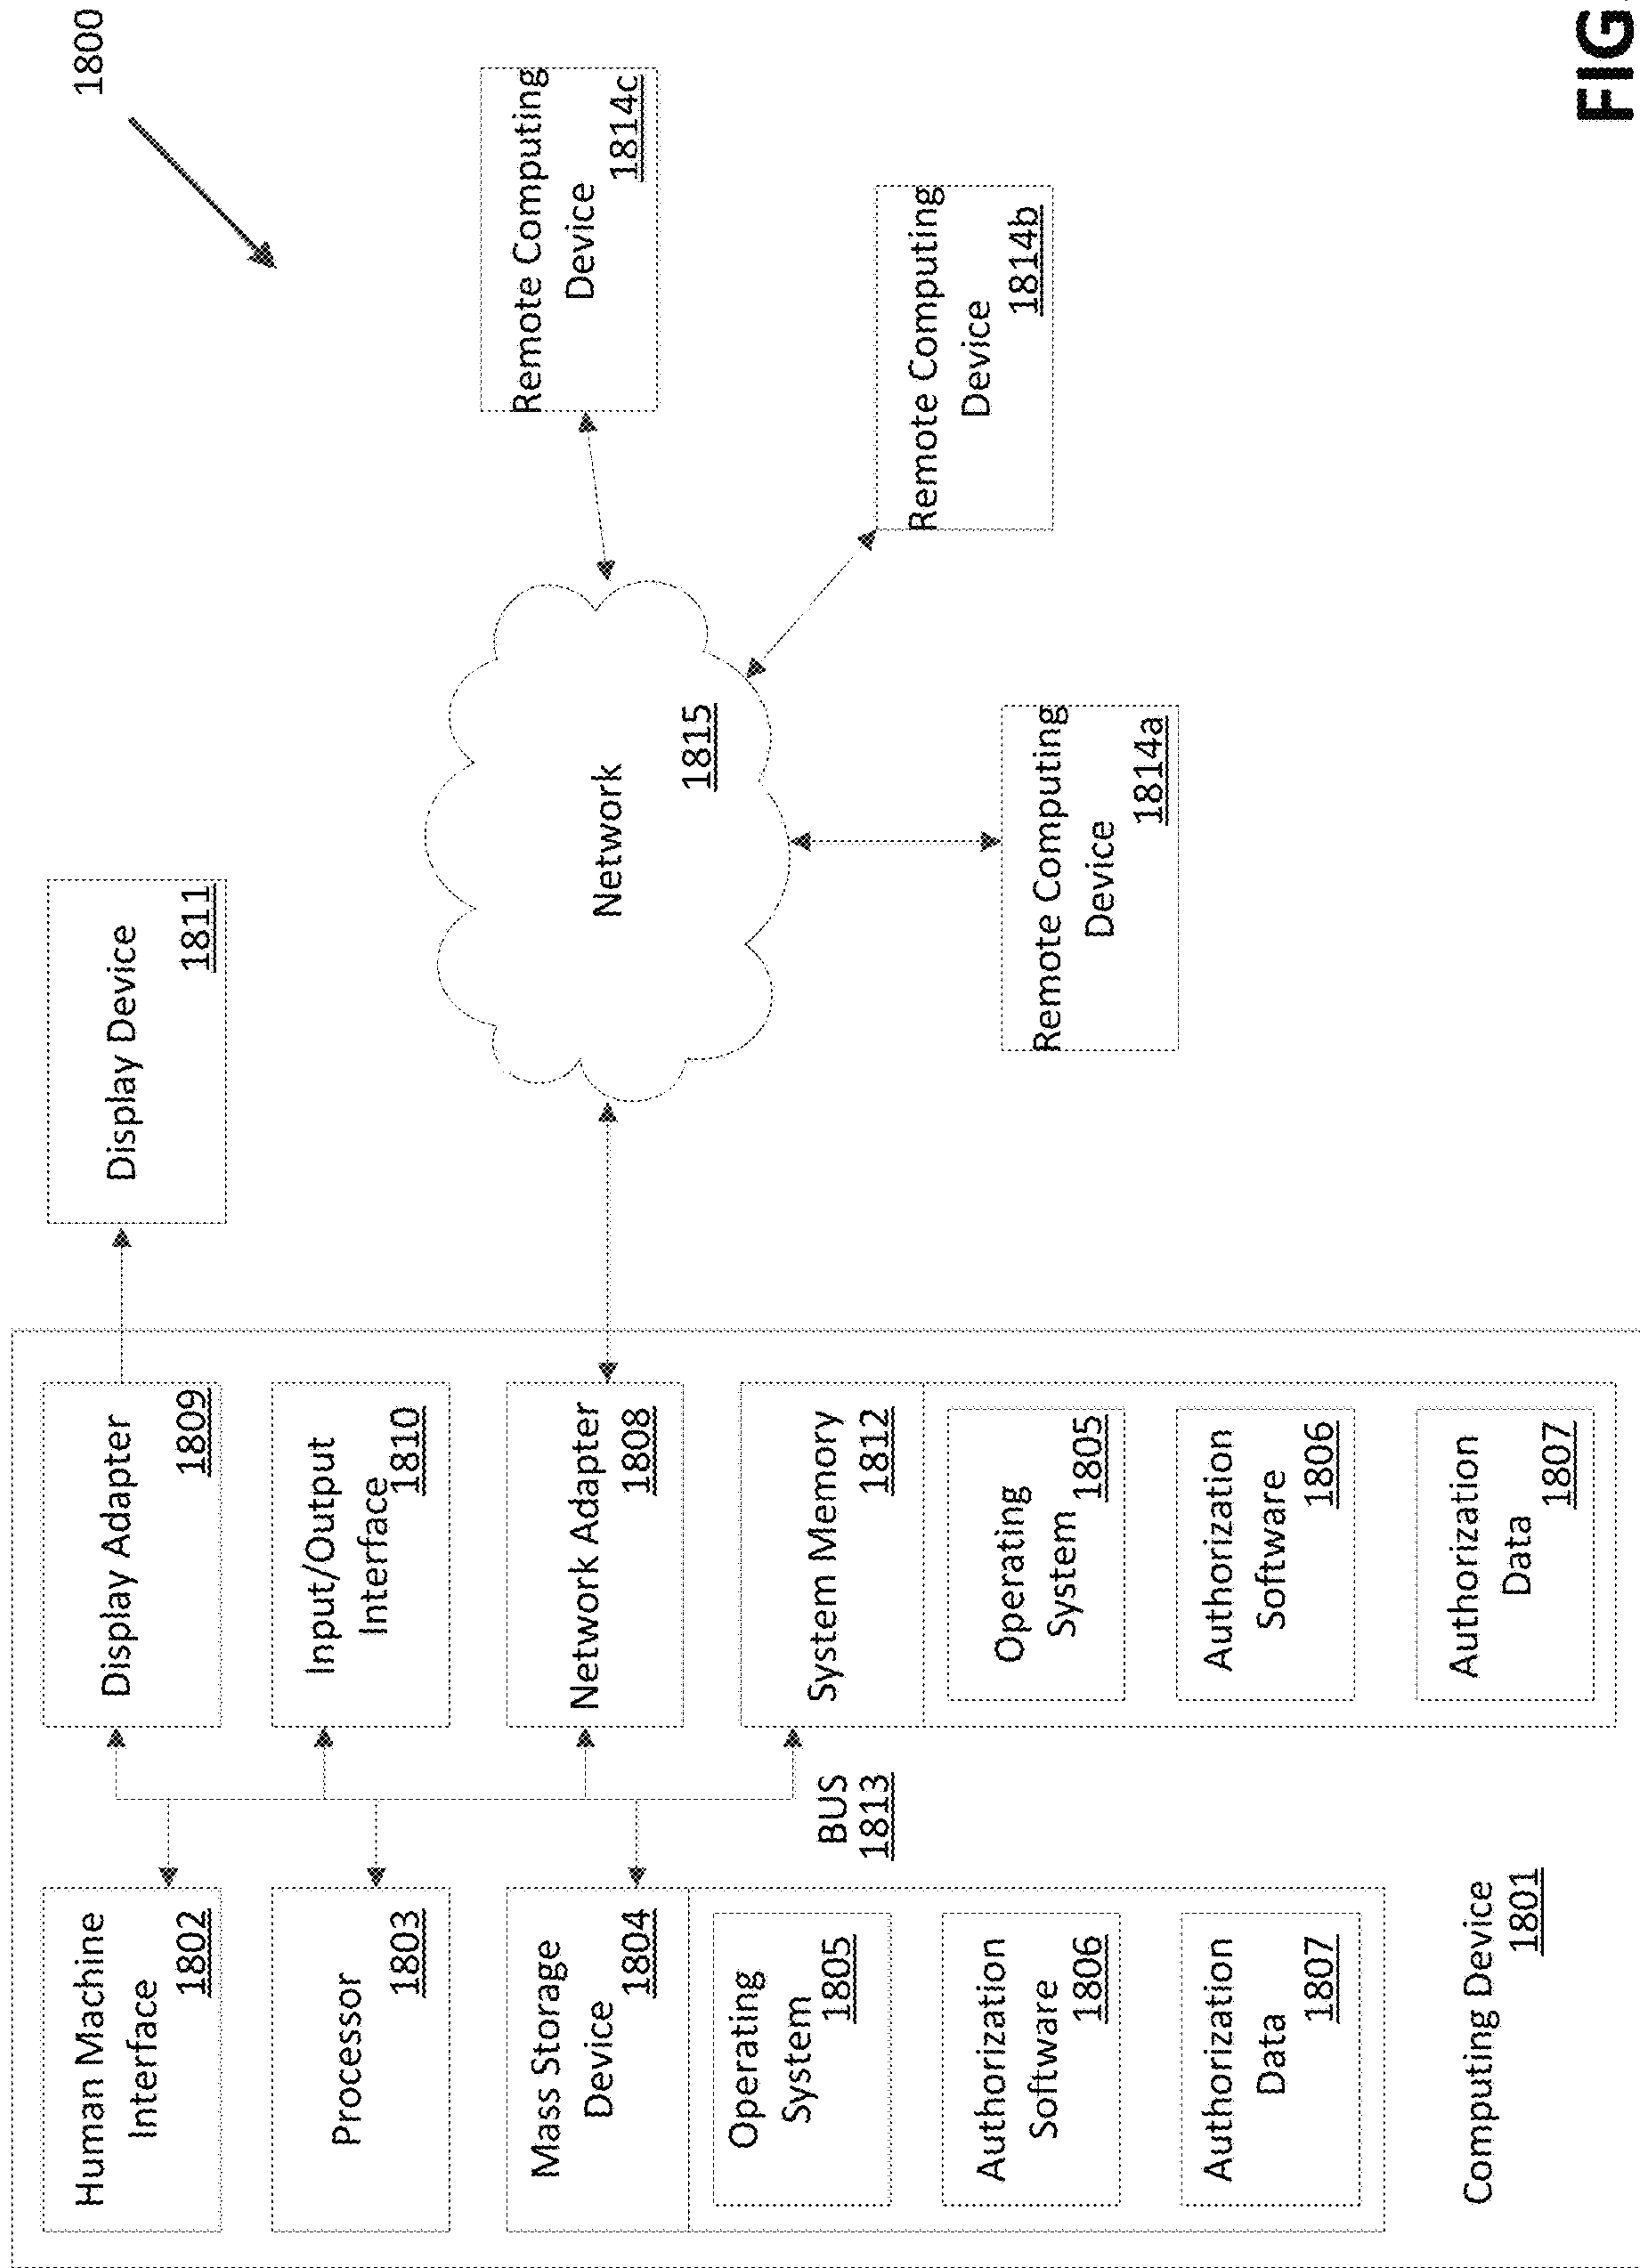 1800
Human Machine
Interface
1802
Display Adapter
1809
Display Device
1811
Processor
1803
Input/Output
Interface
1810
Mass Storage
Device
1804
Network Adapter
1808
Network
1815
Remote Computing
Device
1814c
Operating
System
1805
Authorization
Software
1806
Authorization
Data
1807
BUS
1813
System Memory
1812
Operating
System
1805
Authorization
Software
1806
Authorization
Data
1807
Remote Computing
Device
1814b
Remote Computing
Device
1814a
Computing Device
1801
FIG